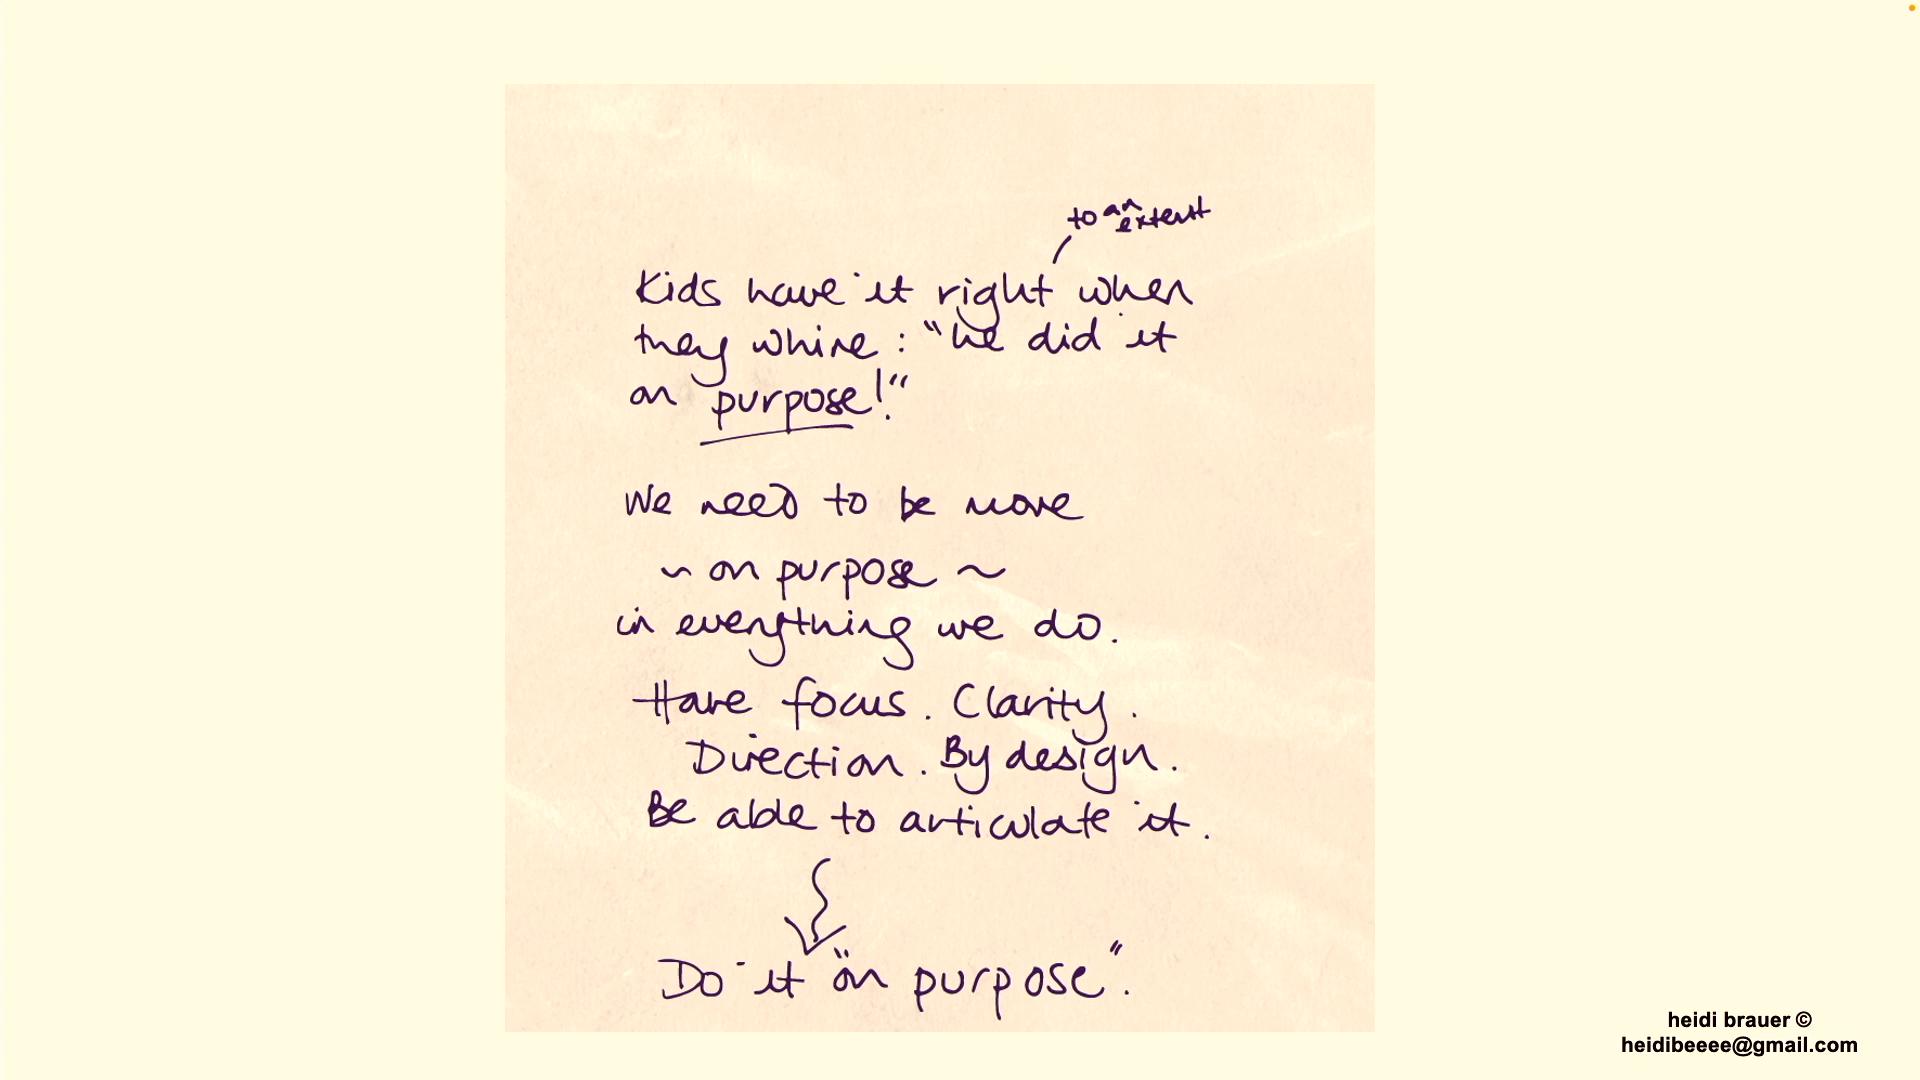 to an extent
Kids have it right when
they whine : "he did it
on purpose!"
We need to be more
~ on purpose ~
in everything we do.
Have focus. Clarity.
Direction. By design.
Be able to articulate it.
Do it "on purpose".
heidi brauer ©
heidibeeee@gmail.com